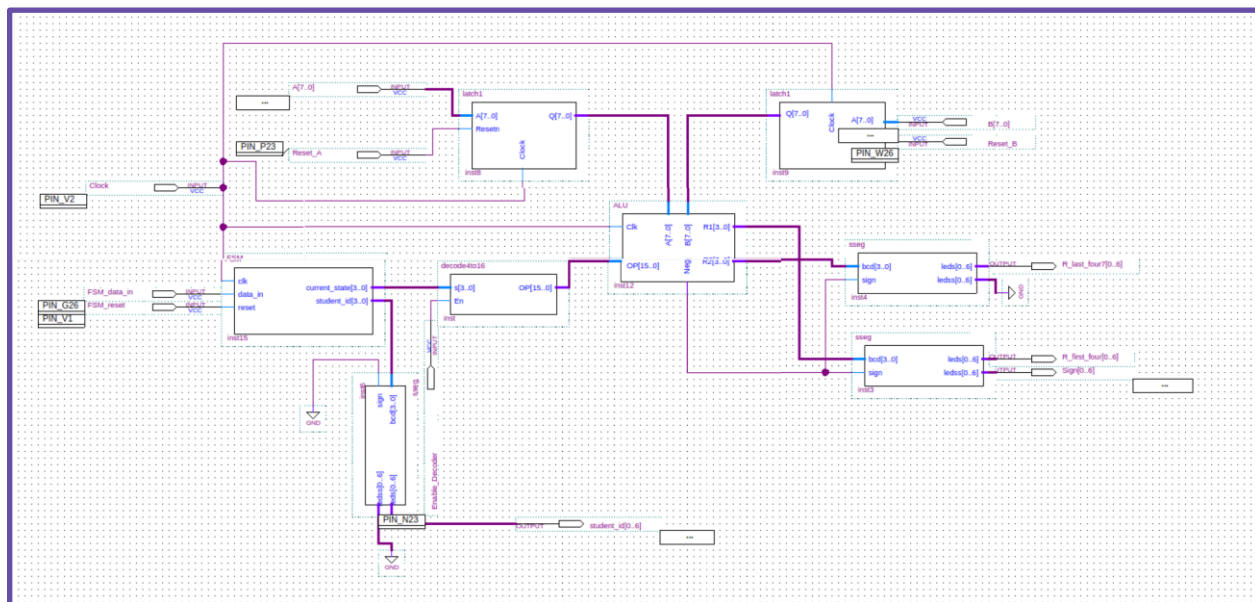 A[7..0]
INPUT
VCC
...
latch1
A[7..0]
Q[7..0]
Resetn
Clock
inst8
PIN_P23
Reset_A
INPUT
VCC
latch1
Q[7..0]
A[7..0]
Clock
...
PIN_W26
inst9
VCC
INPUT
B[7..0]
VCC
INPUT
Reset_B
Clock
INPUT
VCC
PIN_V2
ALU
Clk
A[7..0]
B[7..0]
R1[3..0]
OP[15..0]
Neg
R2[3..0]
inst12
FSM_data_in
INPUT
VCC
PIN_G26
FSM_reset
INPUT
VCC
PIN_V1
clk
data_in
reset
current_state[3..0]
student_id[3..0]
inst15
decode4to16
s[3..0]
En
OP[15..0]
inst
VCC
INPUT
Enable_Decoder
sseg
bcd[3..0]
sign
leds[0..6]
ledss[0..6]
inst4
OUTPUT
R_last_four7[0..6]
GND
sseg
bcd[3..0]
sign
leds[0..6]
ledss[0..6]
inst3
OUTPUT
R_first_four[0..6]
Sign[0..6]
...
sseg
sign
bcd[3..0]
GND
PIN_N23
OUTPUT
student_id[0..6]
...
GND